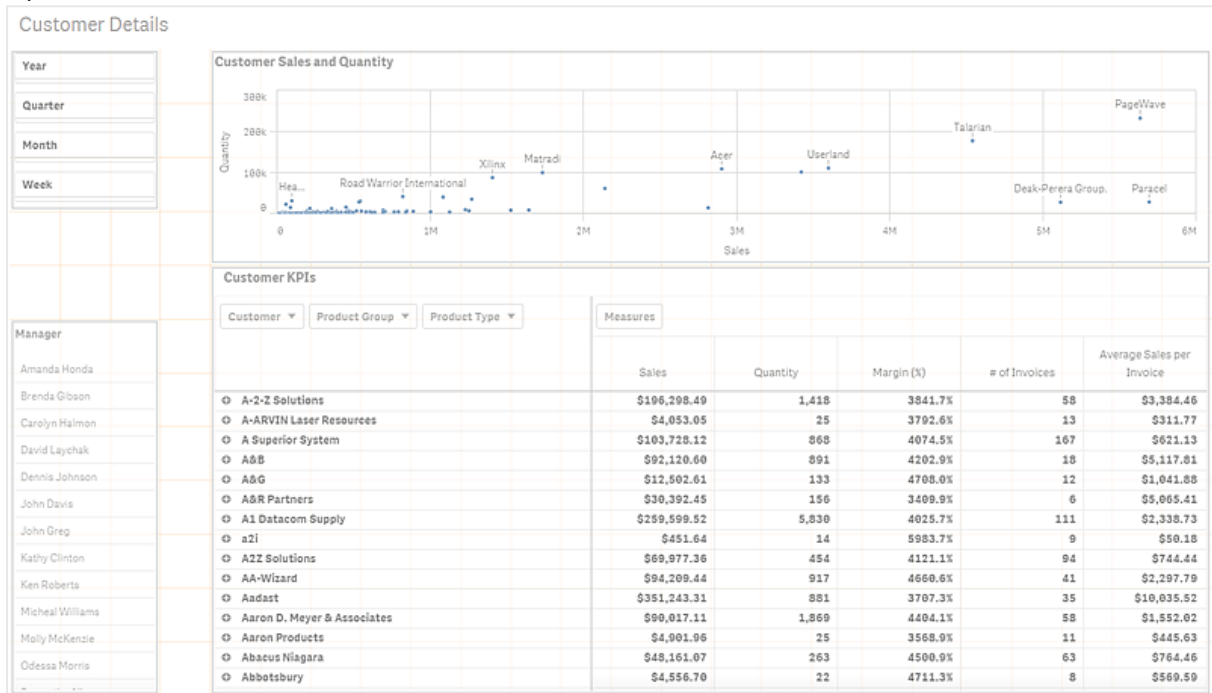 Customer Details
Year
Quarter
Month
Week
Customer Sales and Quantity
300k
200k
100k
0
Quantity
PageWave
Talarian
Userland
Acer
Matradi
Xilinx
Road Warrior International
Hea...
Deak-Perera Group.
Paracel
0 1M 2M 3M 4M 5M 6M
Sales
Manager
Amanda Honda
Brenda Gibson
Carolyn Halmon
David Laychak
Dennis Johnson
John Davis
John Greg
Kathy Clinton
Ken Roberts
Micheal Williams
Molly McKenzie
Odessa Morris
Customer KPIs
Customer Product Group Product Type Measures
Sales Quantity Margin (%) # of Invoices Average Sales per Invoice
A-2-Z Solutions $196,298.49 1,418 3841.7% 58 $3,384.46
A-ARVIN Laser Resources $4,053.05 25 3792.6% 13 $311.77
A Superior System $103,728.12 868 4074.5% 167 $621.13
A&B $92,120.60 891 4202.9% 18 $5,117.81
A&G $12,502.61 133 4708.0% 12 $1,041.88
A&R Partners $30,392.45 156 3409.9% 6 $5,065.41
A1 Datacom Supply $259,599.52 5,830 4025.7% 111 $2,338.73
a2i $451.64 14 5983.7% 9 $50.18
A2Z Solutions $69,977.36 454 4121.1% 94 $744.44
AA-Wizard $94,209.44 917 4660.6% 41 $2,297.79
Aadast $351,243.31 881 3707.3% 35 $10,035.52
Aaron D. Meyer & Associates $90,017.11 1,869 4404.1% 58 $1,552.02
Aaron Products $4,901.96 25 3568.9% 11 $445.63
Abacus Niagara $48,161.07 263 4500.9% 63 $764.46
Abbotsbury $4,556.70 22 4711.3% 8 $569.59